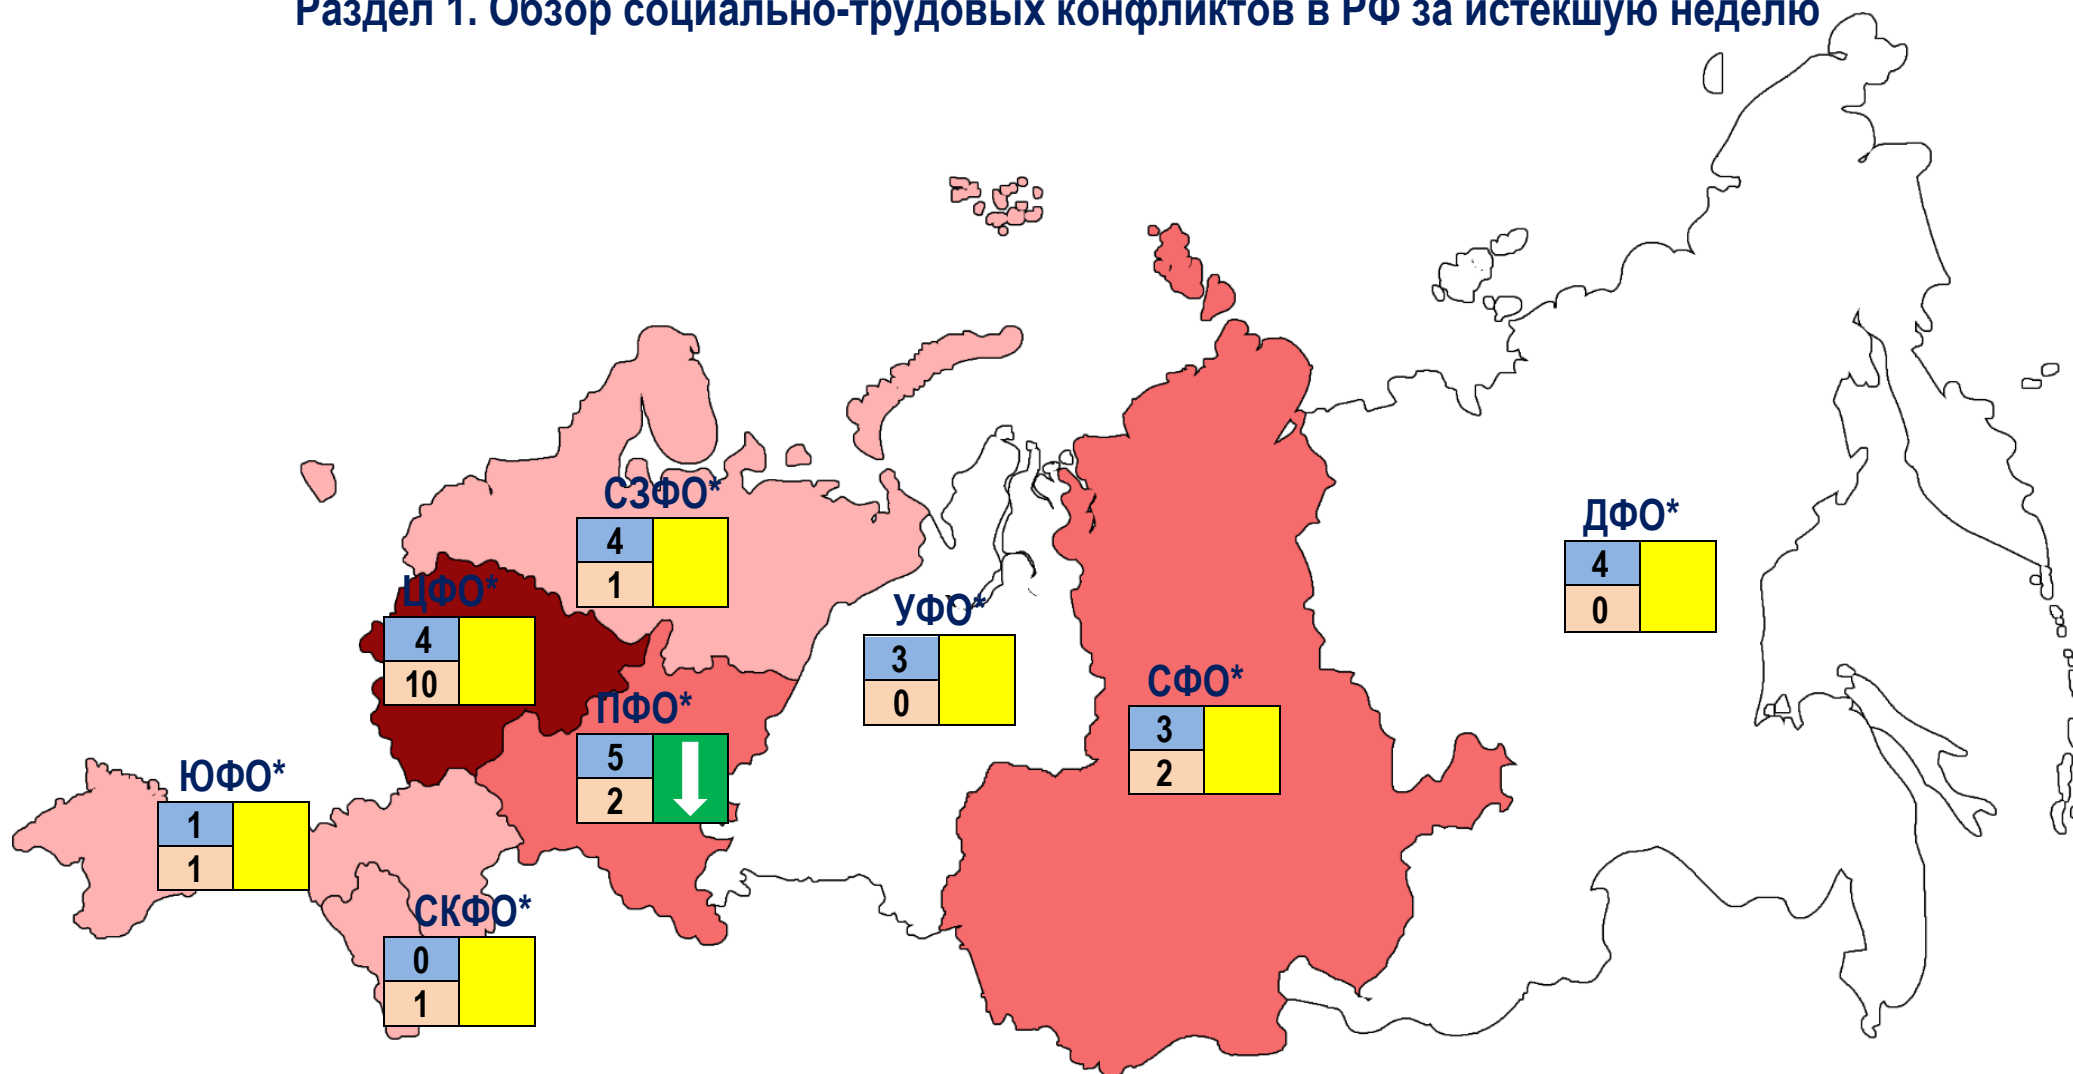 Раздел 1. Обзор социально-трудовых конфликтов в РФ за истекшую неделю
СЗФО*
4
1
ДФО*
4
0
ЦФО*
4
10
УФО*
3
0
СФО*
3
2
ПФО*
5
2
ЮФО*
1
1
СКФО*
0
1